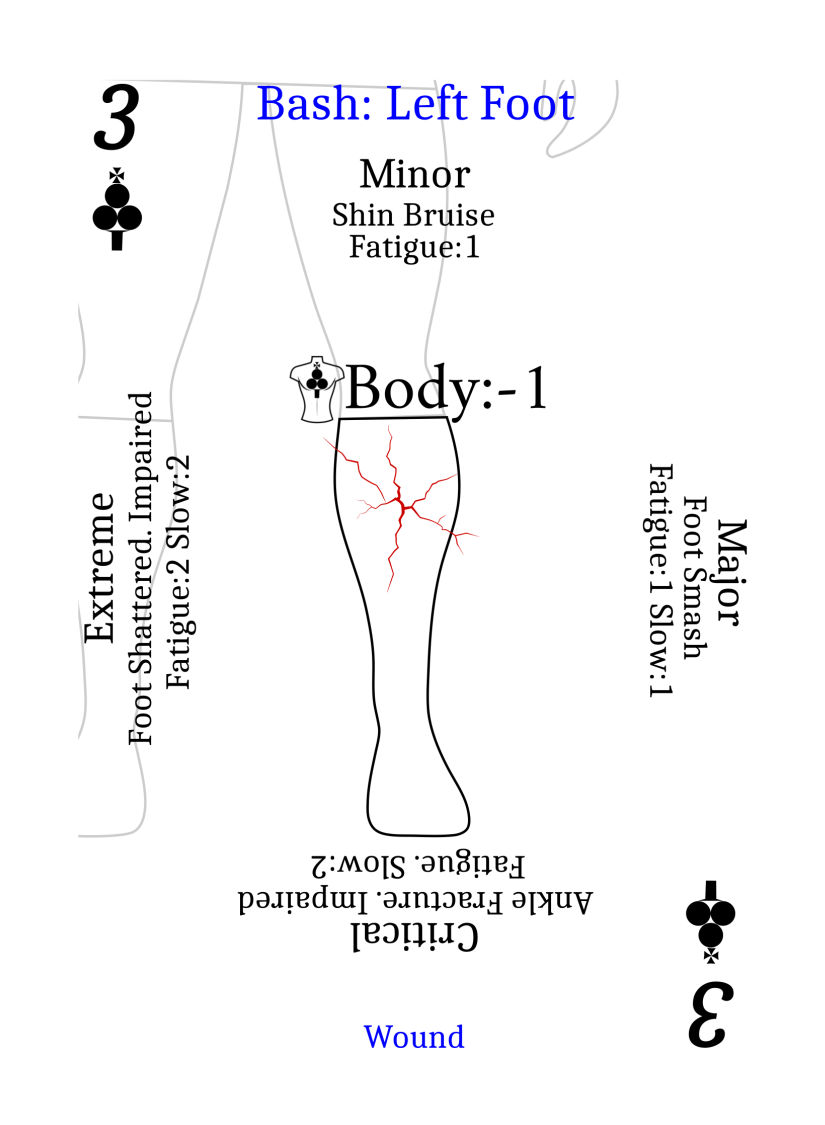 3
Bash: Left Foot
Minor
Shin Bruise
Fatigue:1
Body:-1
Extreme
Foot Shattered. Impaired
Fatigue:2 Slow:2
Major
Foot Smash
Fatigue:1 Slow:1
Critical
Ankle Fracture. Impaired
Fatigue. Slow:2
Wound
3